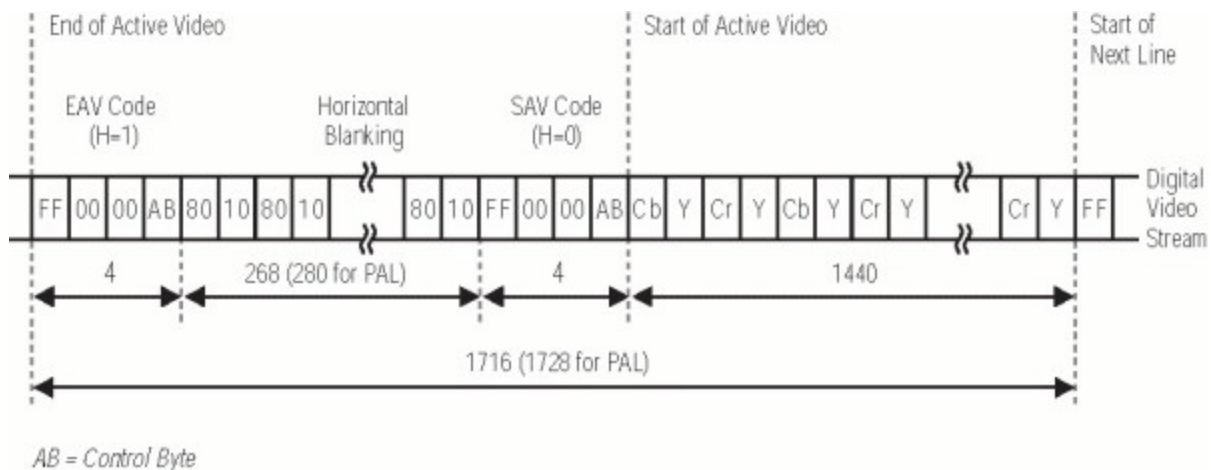 End of Active Video
Start of Active Video
Start of
Next Line
EAV Code
(H=1)
Horizontal
Blanking
SAV Code
(H=0)
FF 00 00 AB 80 10 80 10 80 10 FF 00 00 AB Cb Y Cr Y Cb Y Cr Y Cr Y FF
Digital
Video
Stream
4 268 (280 for PAL) 4 1440
1716 (1728 for PAL)
AB = Control Byte